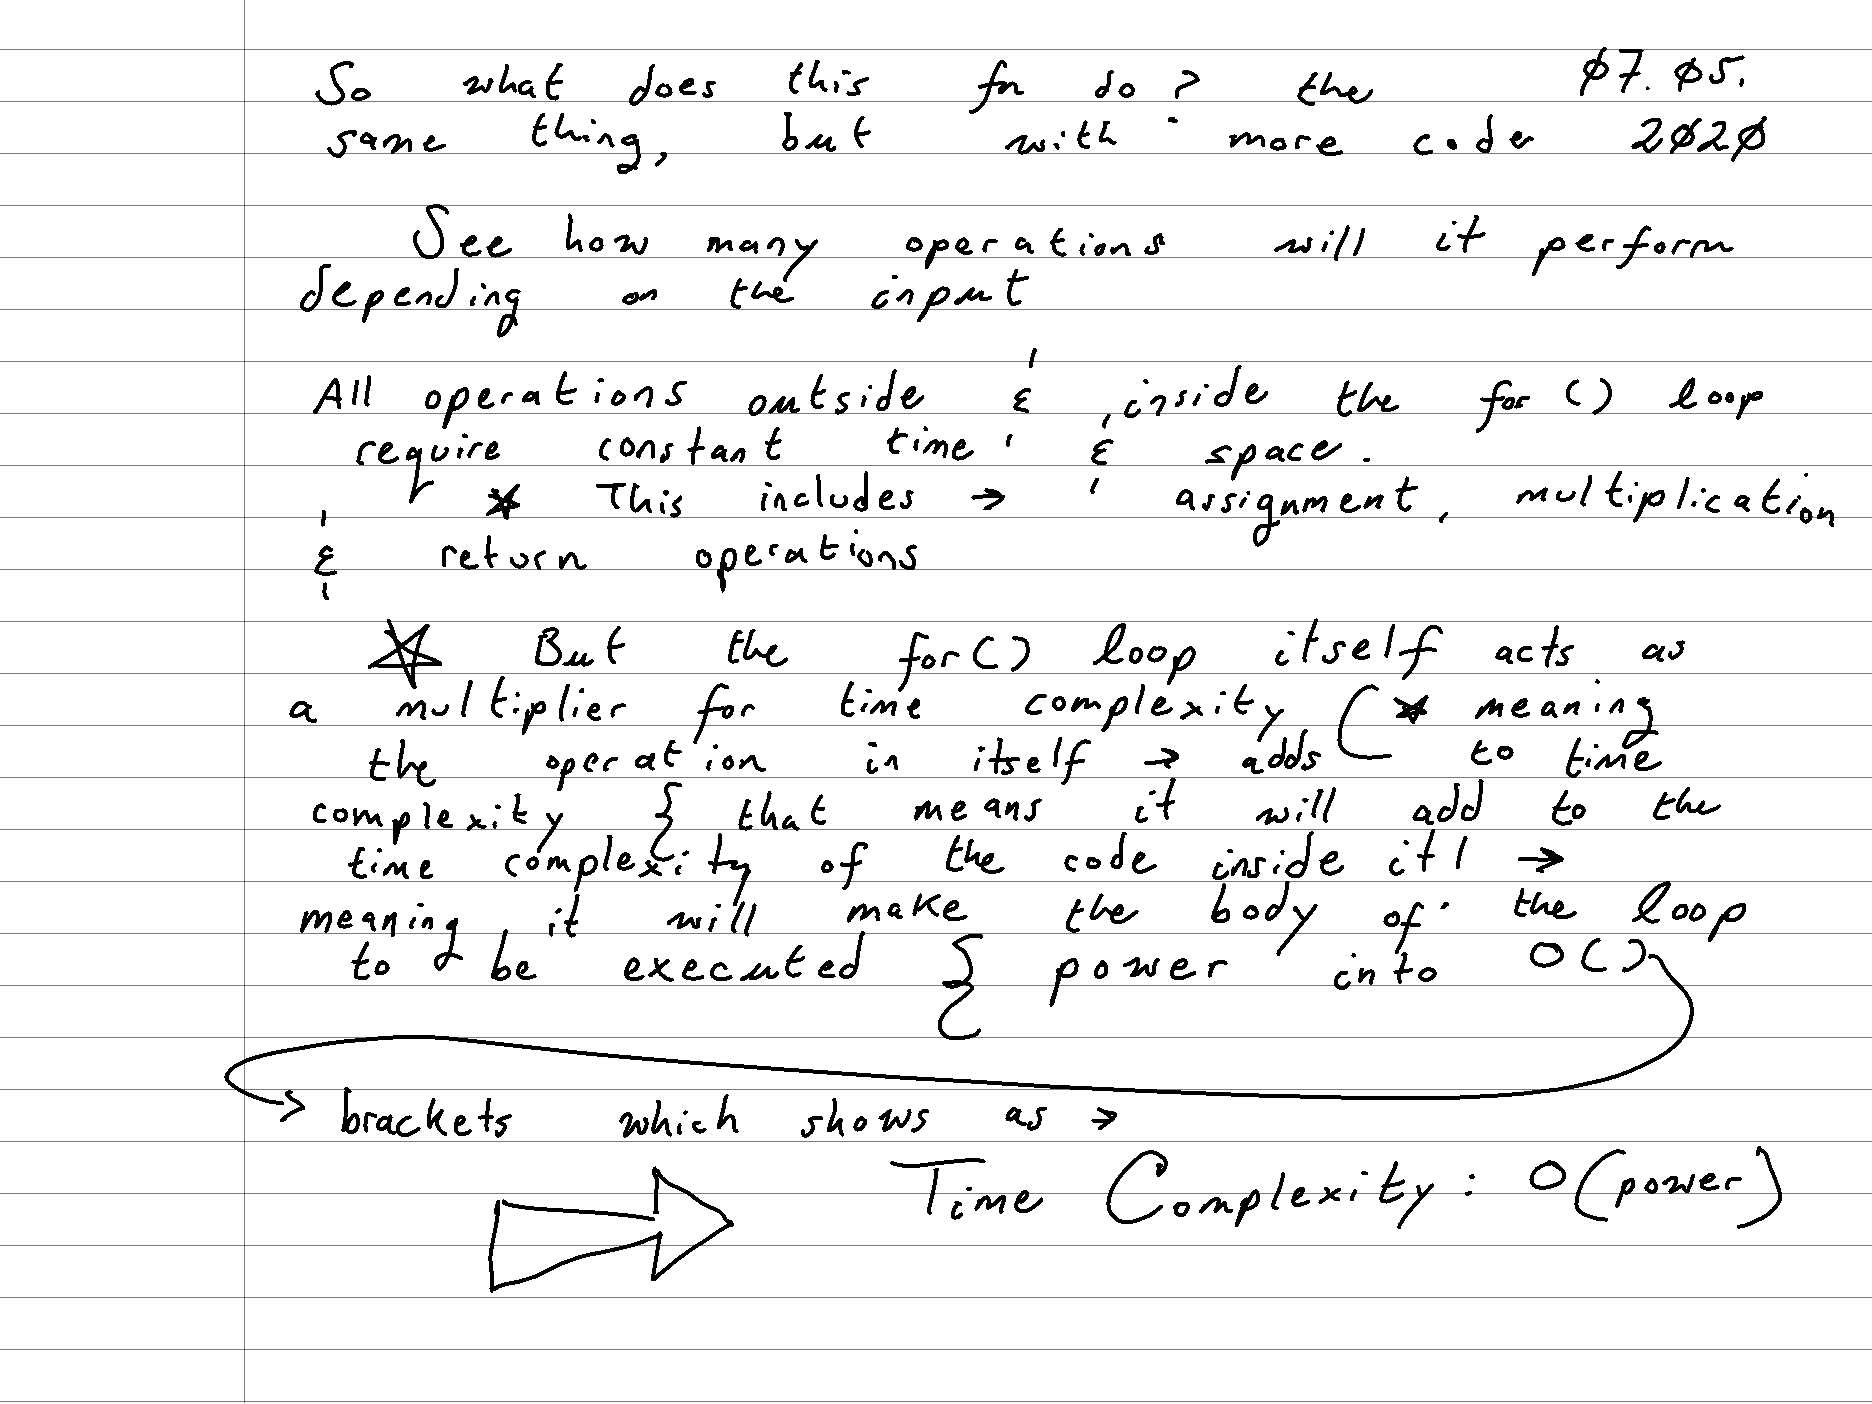 So what does this fn do? the ø7. ø5.
same thing, but with more code 2ø2ø
See how many operations will it perform
depending on the input
All operations outside & inside the for () loop
require constant time & space.
* This includes → assignment, multiplication
& return operations
☆ But the for() loop itself acts as
a multiplier for time complexity (* meaning
the operation in itself → adds to time
complexity { that means it will add to the
time complexity of the code inside it! →
meaning it will make the body of the loop
to be executed { power into O()
→ brackets which shows as →
Time Complexity: O(power)